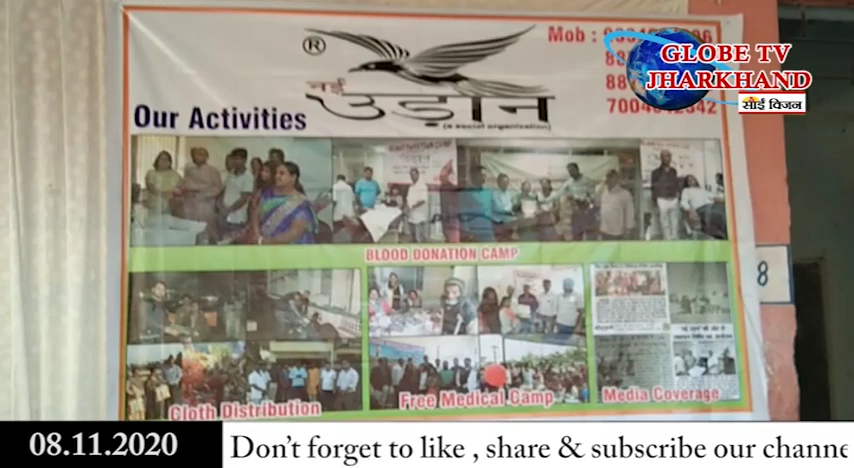 ®
Mob :
GLOBE TV
JHARKHAND
साँई विजन
नई
उड़ान
(a social organization)
Our Activities
BLOOD DONATION CAMP
8
Cloth Distribution
Free Medical Camp
Media Coverage
08.11.2020
Don't forget to like , share & subscribe our channe